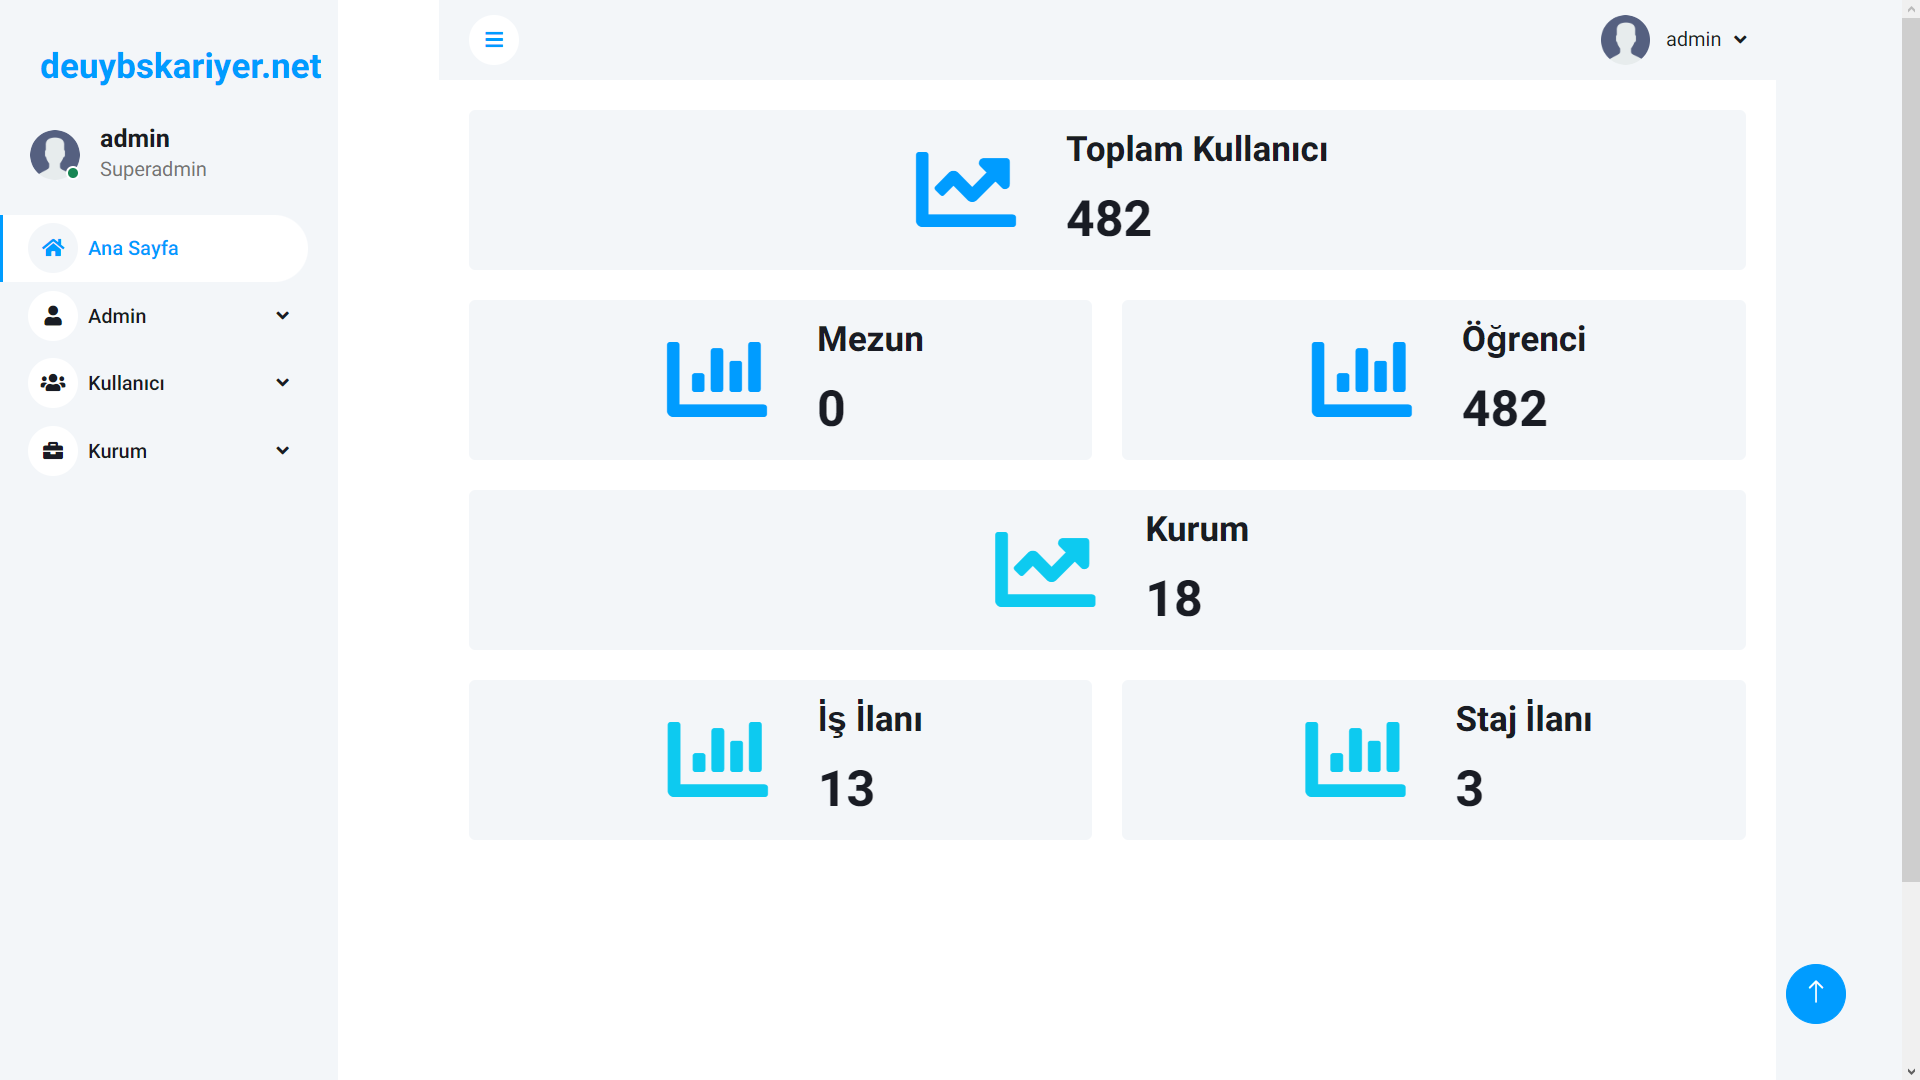 deuybskariyer.net
admin
Superadmin
Ana Sayfa
Admin
Kullanıcı
Kurum
admin
Toplam Kullanıcı
482
Mezun
0
Öğrenci
482
Kurum
18
İş İlanı
13
Staj İlanı
3